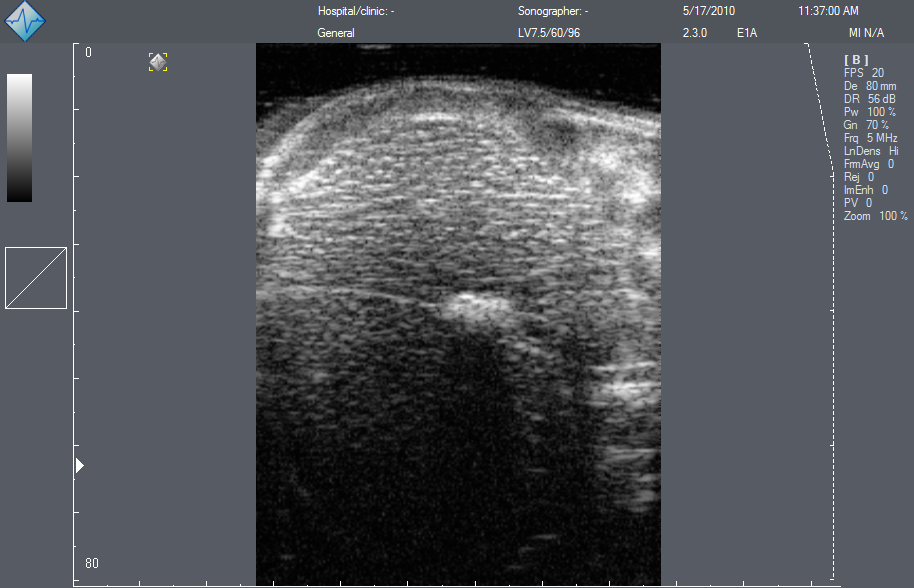 Hospital/clinic: - Sonographer: - 5/17/2010 11:37:00 AM
General LV7.5/60/96 2.3.0 E1A MI N/A
0
[ B ]
FPS 20
De 80 mm
DR 56 dB
Pw 100 %
Gn 70 %
Frq 5 MHz
LnDens Hi
FrmAvg 0
Rej 0
ImEnh 0
PV 0
Zoom 100 %
80